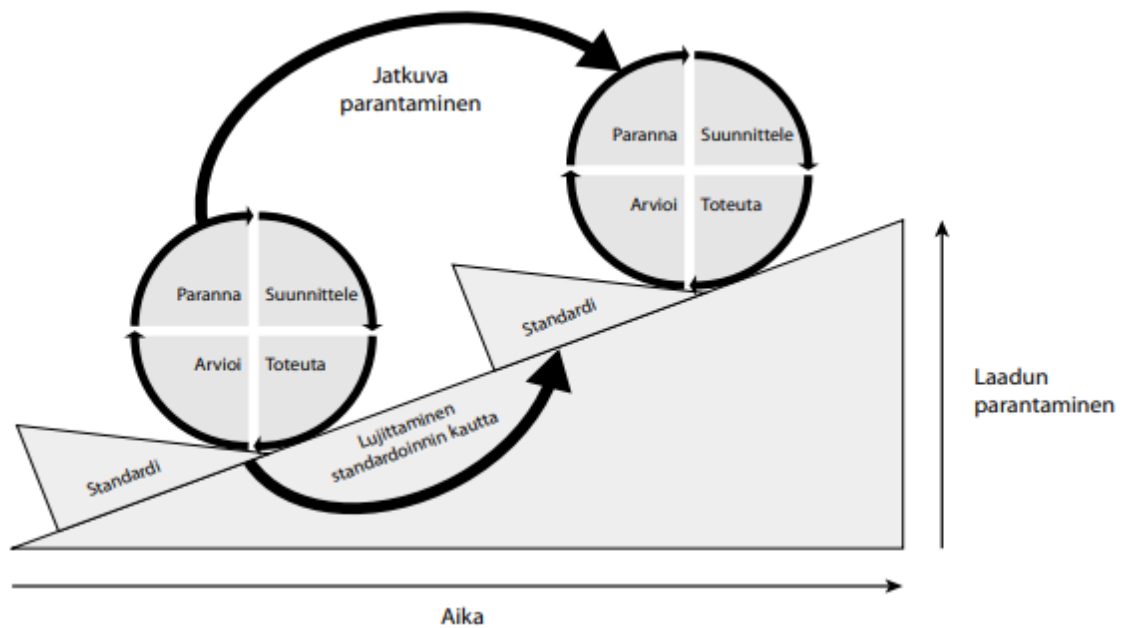 Jatkuva
parantaminen
Paranna
Suunnittele
Arvioi
Toteuta
Paranna
Suunnittele
Arvioi
Toteuta
Standardi
Standardi
Lujittaminen
standardoinnin kautta
Laadun
parantaminen
Aika